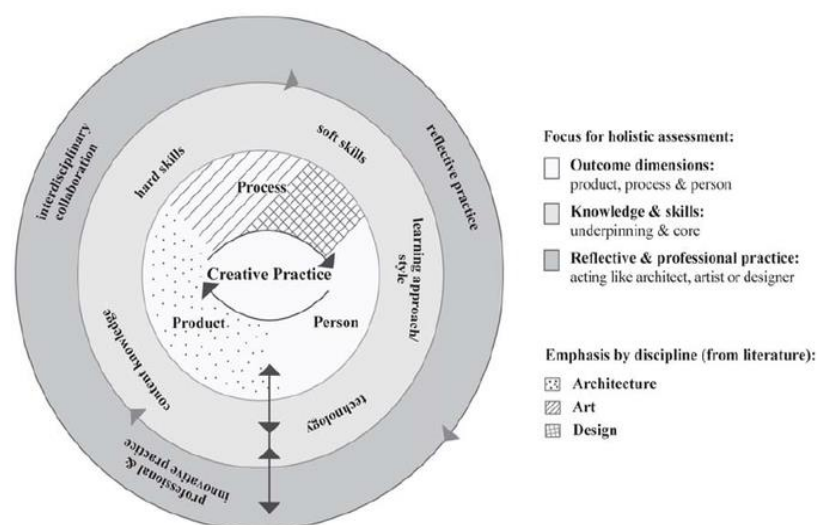 interdisciplinary
collaboration
hard skills
soft skills
reflective practice
Process
learning approach/
style
Creative Practice
Product
Person
content knowledge
technology
professional &
innovative practice
Focus for holistic assessment:
Outcome dimensions:
product, process & person
Knowledge & skills:
underpinning & core
Reflective & professional practice:
acting like architect, artist or designer
Emphasis by discipline (from literature):
Architecture
Art
Design